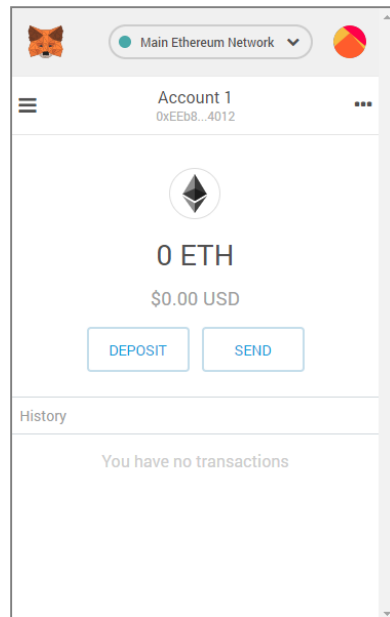 Main Ethereum Network
Account 1
0xEEb8...4012
0 ETH
$0.00 USD
DEPOSIT
SEND
History
You have no transactions